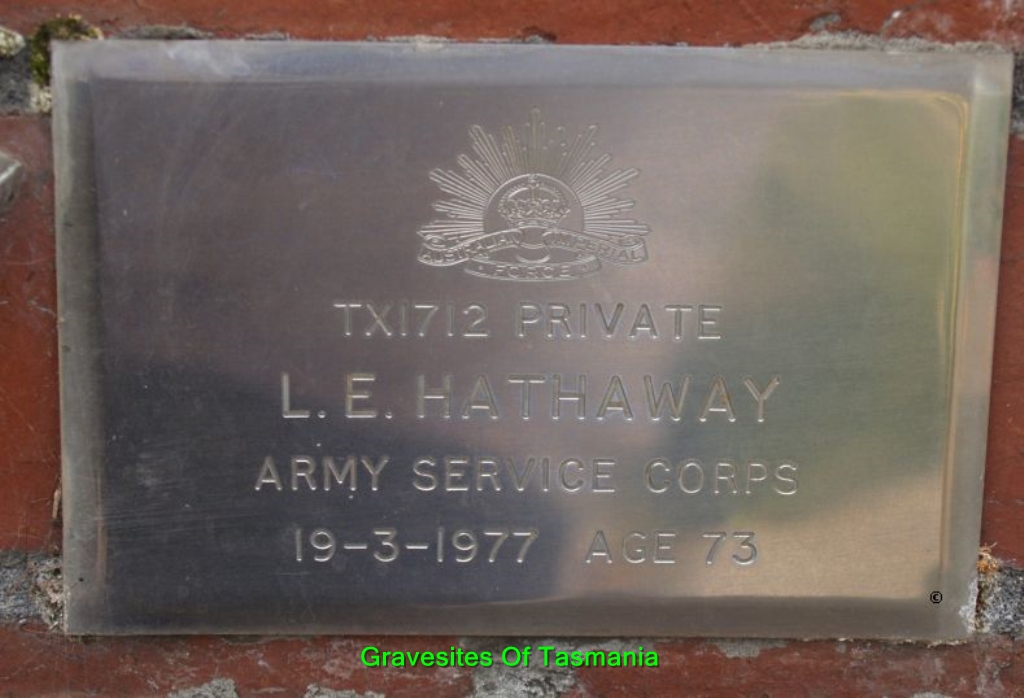 AUSTRALIAN IMPERIAL
FORCE
TX1712 PRIVATE
L. E. HATHAWAY
ARMY SERVICE CORPS
19-3-1977 AGE 73
©
Gravesites Of Tasmania